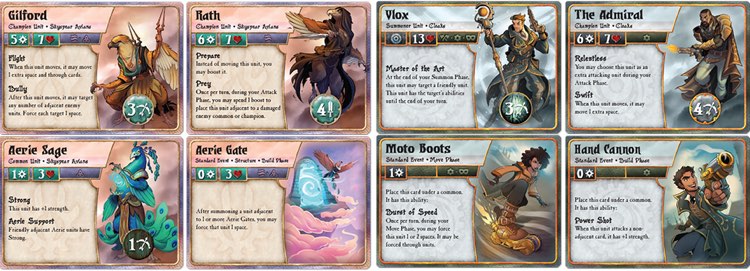 Gilford
Champion Unit • Skyspear Avians
5 7
Flight
When this unit moves, it may move
1 extra space and through cards.
Bully
After this unit moves, it may target
any number of adjacent enemy
units. Force each target 1 space.
3
Rath
Champion Unit • Skyspear Avians
6 7
Prepare
Instead of moving this unit, you
may boost it.
Prey
Once per turn, during your
Attack Phase, you may spend 1 boost to
place this unit adjacent to a damaged
enemy common or champion.
4
Vlox
Summoner Unit • Cloaks
13
Master of the Art
At the end of your Summon Phase,
this unit may target a friendly unit.
This unit has the target's abilities
until the end of your turn.
3
The Admiral
Champion Unit • Cloaks
6 7
Relentless
You may choose this unit as an
extra attacking unit during your
Attack Phase.
Swift
When this unit moves, it may
move 1 extra space.
4
Aerie Sage
Common Unit • Skyspear Avians
1 3
Strong
This unit has +1 strength.
Aerie Support
Friendly adjacent units have
Strong.
1
Aerie Gate
Standard Event • Structure • Build Phase
0 3
After summoning a unit adjacent
to 1 or more Aerie Gates, you may
force that unit 1 space.
Moto Boots
Standard Event • Move Phase
1
Place this card under a common.
It has this ability:
Burst of Speed
Once per turn, during your
Move Phase, you may force
this unit 1 or 2 spaces. It may be
forced through units.
Hand Cannon
Standard Event • Build Phase
0
Place this card under a common.
It has this ability:
Power Shot
When this unit attacks a non-
adjacent card, it has +1 strength.